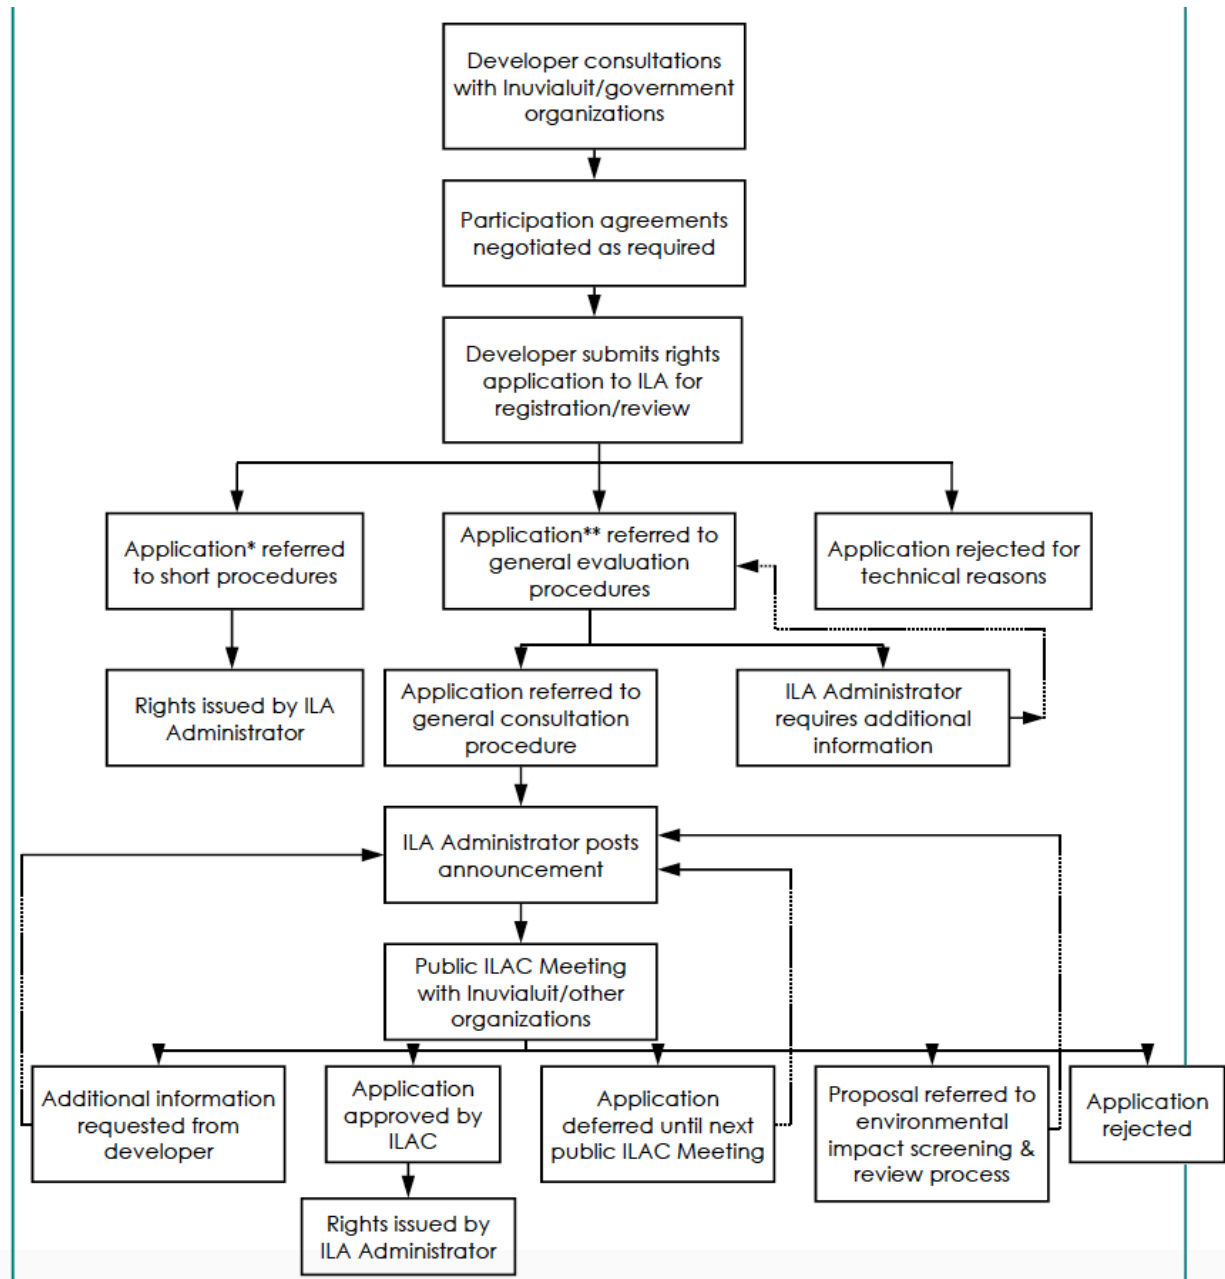 Developer consultations
with Inuvialuit/government
organizations
Participation agreements
negotiated as required
Developer submits rights
application to ILA for
registration/review
Application* referred
to short procedures
Application** referred to
general evaluation
procedures
Application rejected for
technical reasons
Rights issued by ILA
Administrator
Application referred to
general consultation
procedure
ILA Administrator
requires additional
information
ILA Administrator posts
announcement
Public ILAC Meeting
with Inuvialuit/other
organizations
Additional information
requested from
developer
Application
approved by
ILAC
Application
deferred until next
public ILAC Meeting
Proposal referred to
environmental
impact screening &
review process
Application
rejected
Rights issued by
ILA Administrator